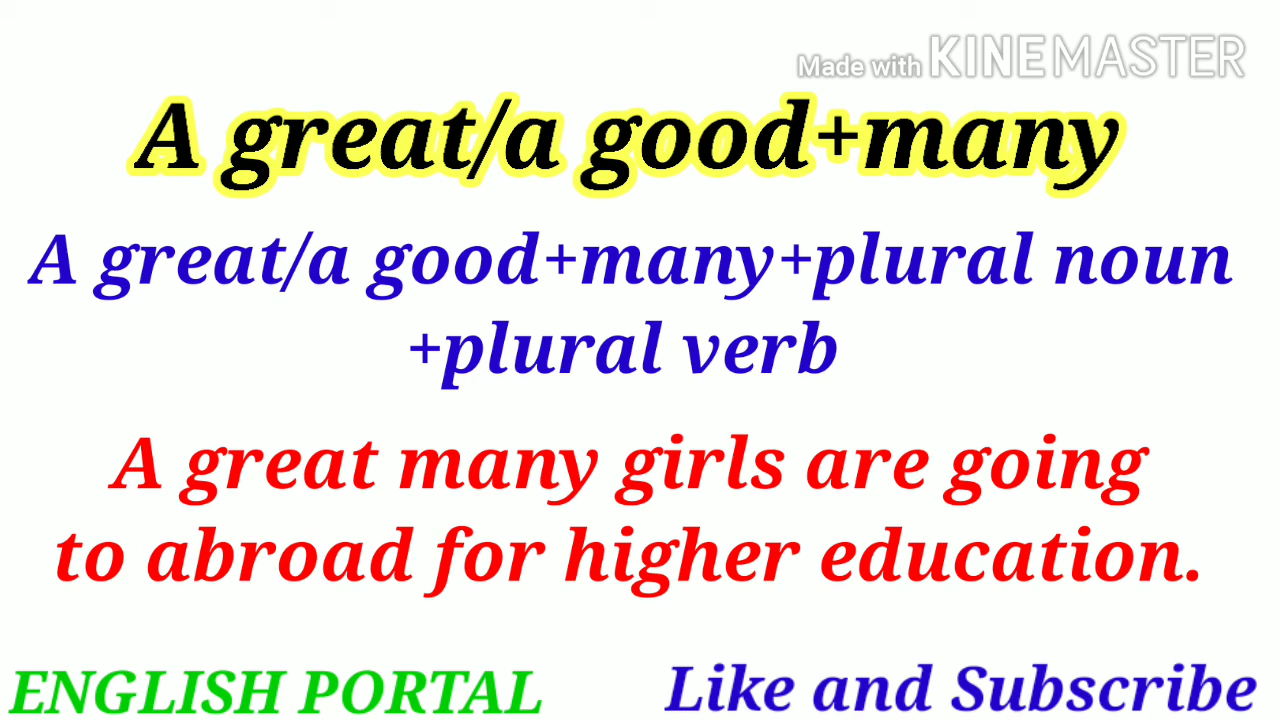 Made with KINEMASTER
A great/a good+many
A great/a good+many+plural noun
+plural verb
A great many girls are going
to abroad for higher education.
ENGLISH PORTAL Like and Subscribe